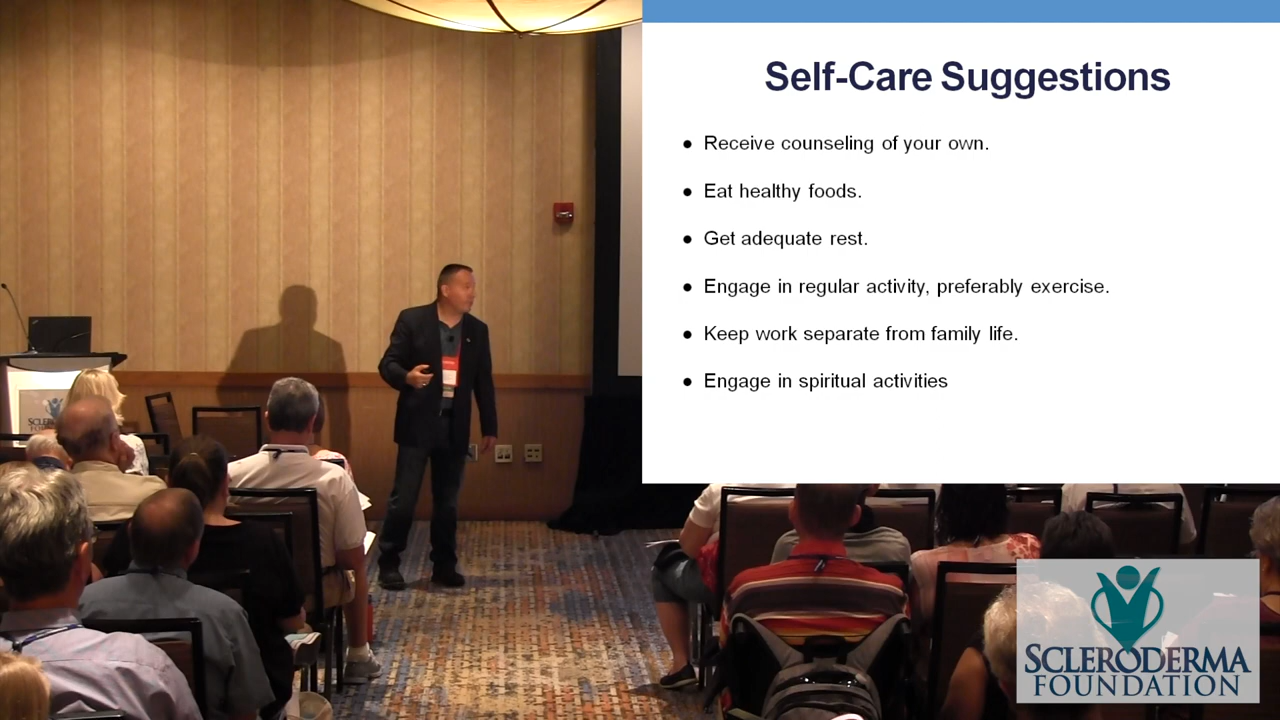 Self-Care Suggestions
● Receive counseling of your own.
● Eat healthy foods.
● Get adequate rest.
● Engage in regular activity, preferably exercise.
● Keep work separate from family life.
● Engage in spiritual activities
SCLERODERMA
FOUNDATION